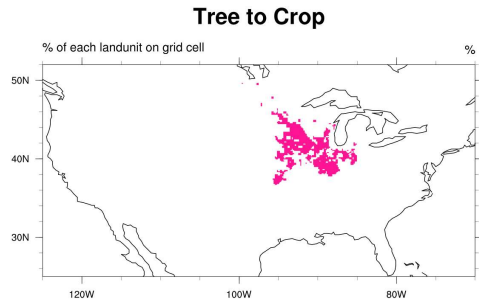 Tree to Crop
% of each landunit on grid cell
%
50N
40N
30N
120W
100W
80W